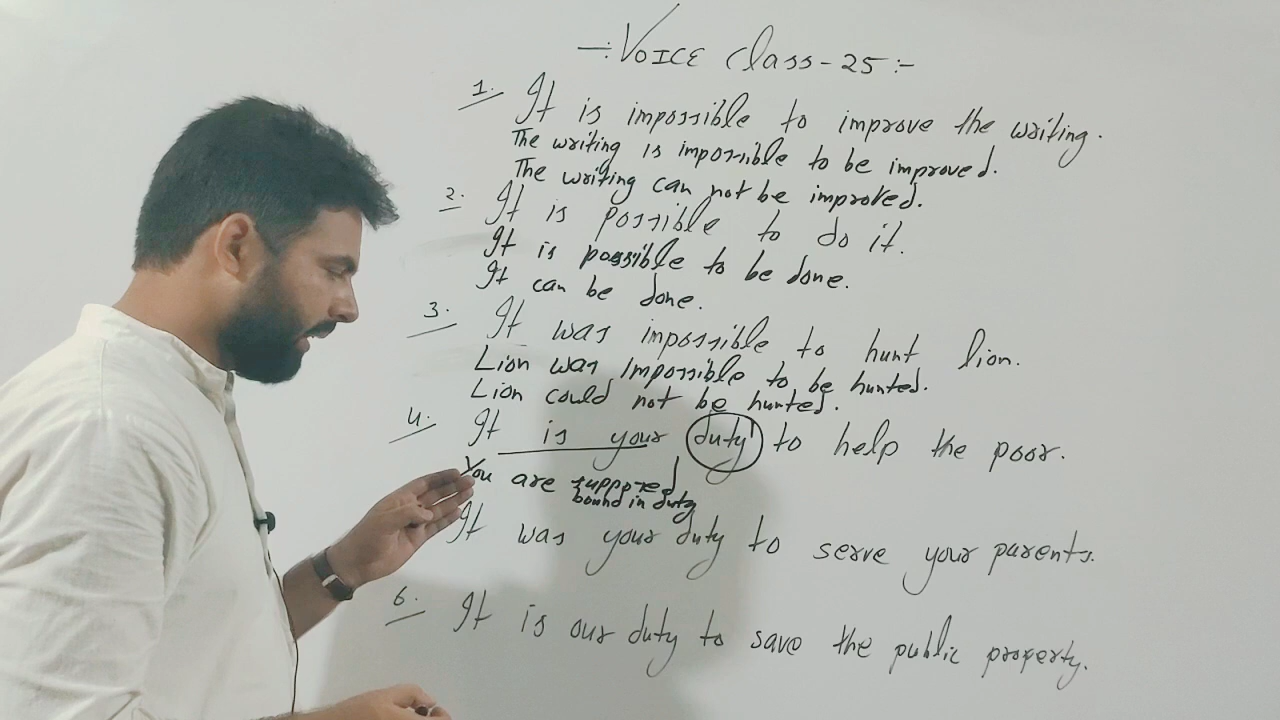 -: VOICE Class-25:-
1. It is impossible to improve the writing.
The writing is impossible to be improved.
The writing can not be improved.
2. It is possible to do it.
It is possible to be done.
It can be done.
3. It was impossible to hunt lion.
Lion was Impossible to be hunted.
Lion could not be hunted.
4. It is your duty to help the poor.
You are supposed
bound in duty
It was your duty to serve your parents.
6. It is our duty to save the public property.